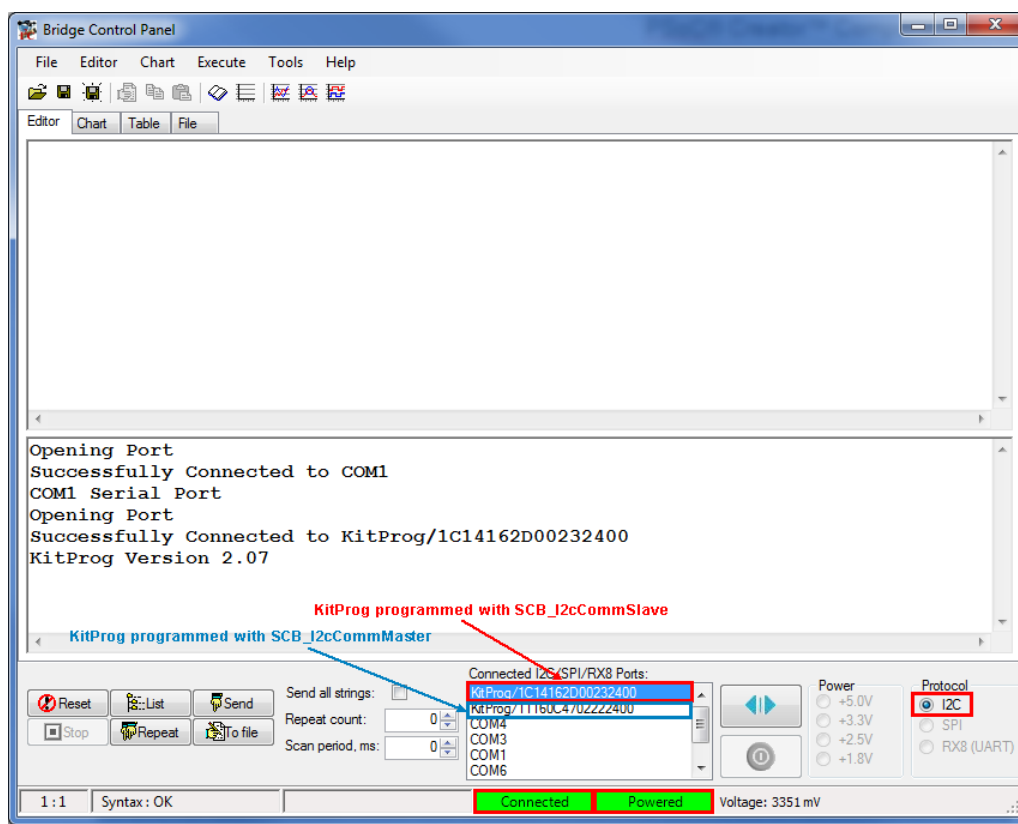 Bridge Control Panel
File Editor Chart Execute Tools Help
Editor Chart Table File
Opening Port
Successfully Connected to COM1
COM1 Serial Port
Opening Port
Successfully Connected to KitProg/1C14162D00232400
KitProg Version 2.07
KitProg programmed with SCB_I2cCommSlave
KitProg programmed with SCB_I2cCommMaster
Connected I2C/SPI/RX8 Ports:
KitProg/1C14162D00232400
KitProg/11160C4702222400
COM4
COM3
COM1
COM6
Reset List Send
Stop Repeat To file
Send all strings:
Repeat count: 0
Scan period, ms: 0
Power
+5.0V
+3.3V
+2.5V
+1.8V
Protocol
I2C
SPI
RX8 (UART)
1:1 Syntax : OK Connected Powered Voltage: 3351 mV